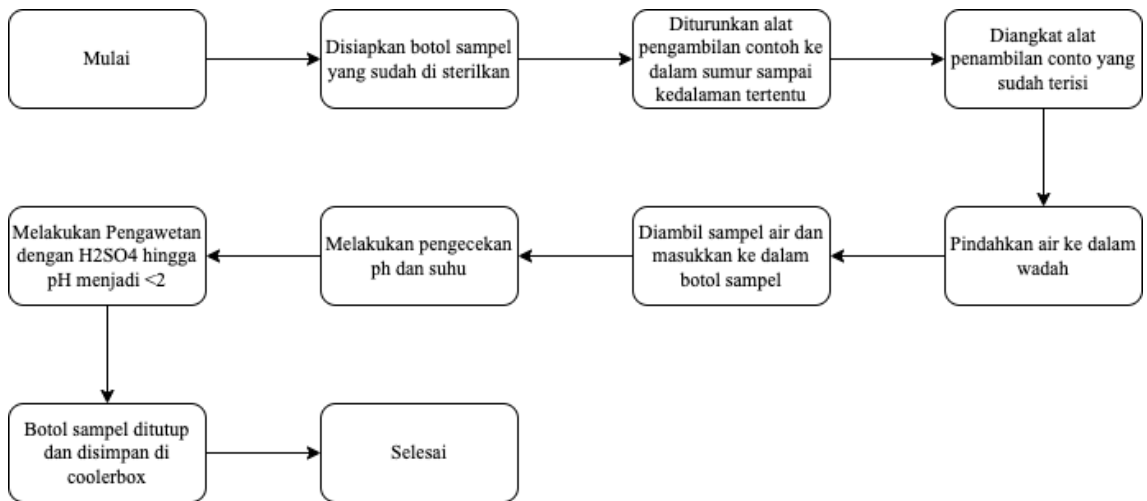 Mulai
Disiapkan botol sampel
yang sudah di sterilkan
Diturunkan alat
pengambilan contoh ke
dalam sumur sampai
kedalaman tertentu
Diangkat alat
penambilan conto yang
sudah terisi
Pindahkan air ke dalam
wadah
Diambil sampel air dan
masukkan ke dalam
botol sampel
Melakukan pengecekan
ph dan suhu
Melakukan Pengawetan
dengan H2SO4 hingga
pH menjadi <2
Botol sampel ditutup
dan disimpan di
coolerbox
Selesai